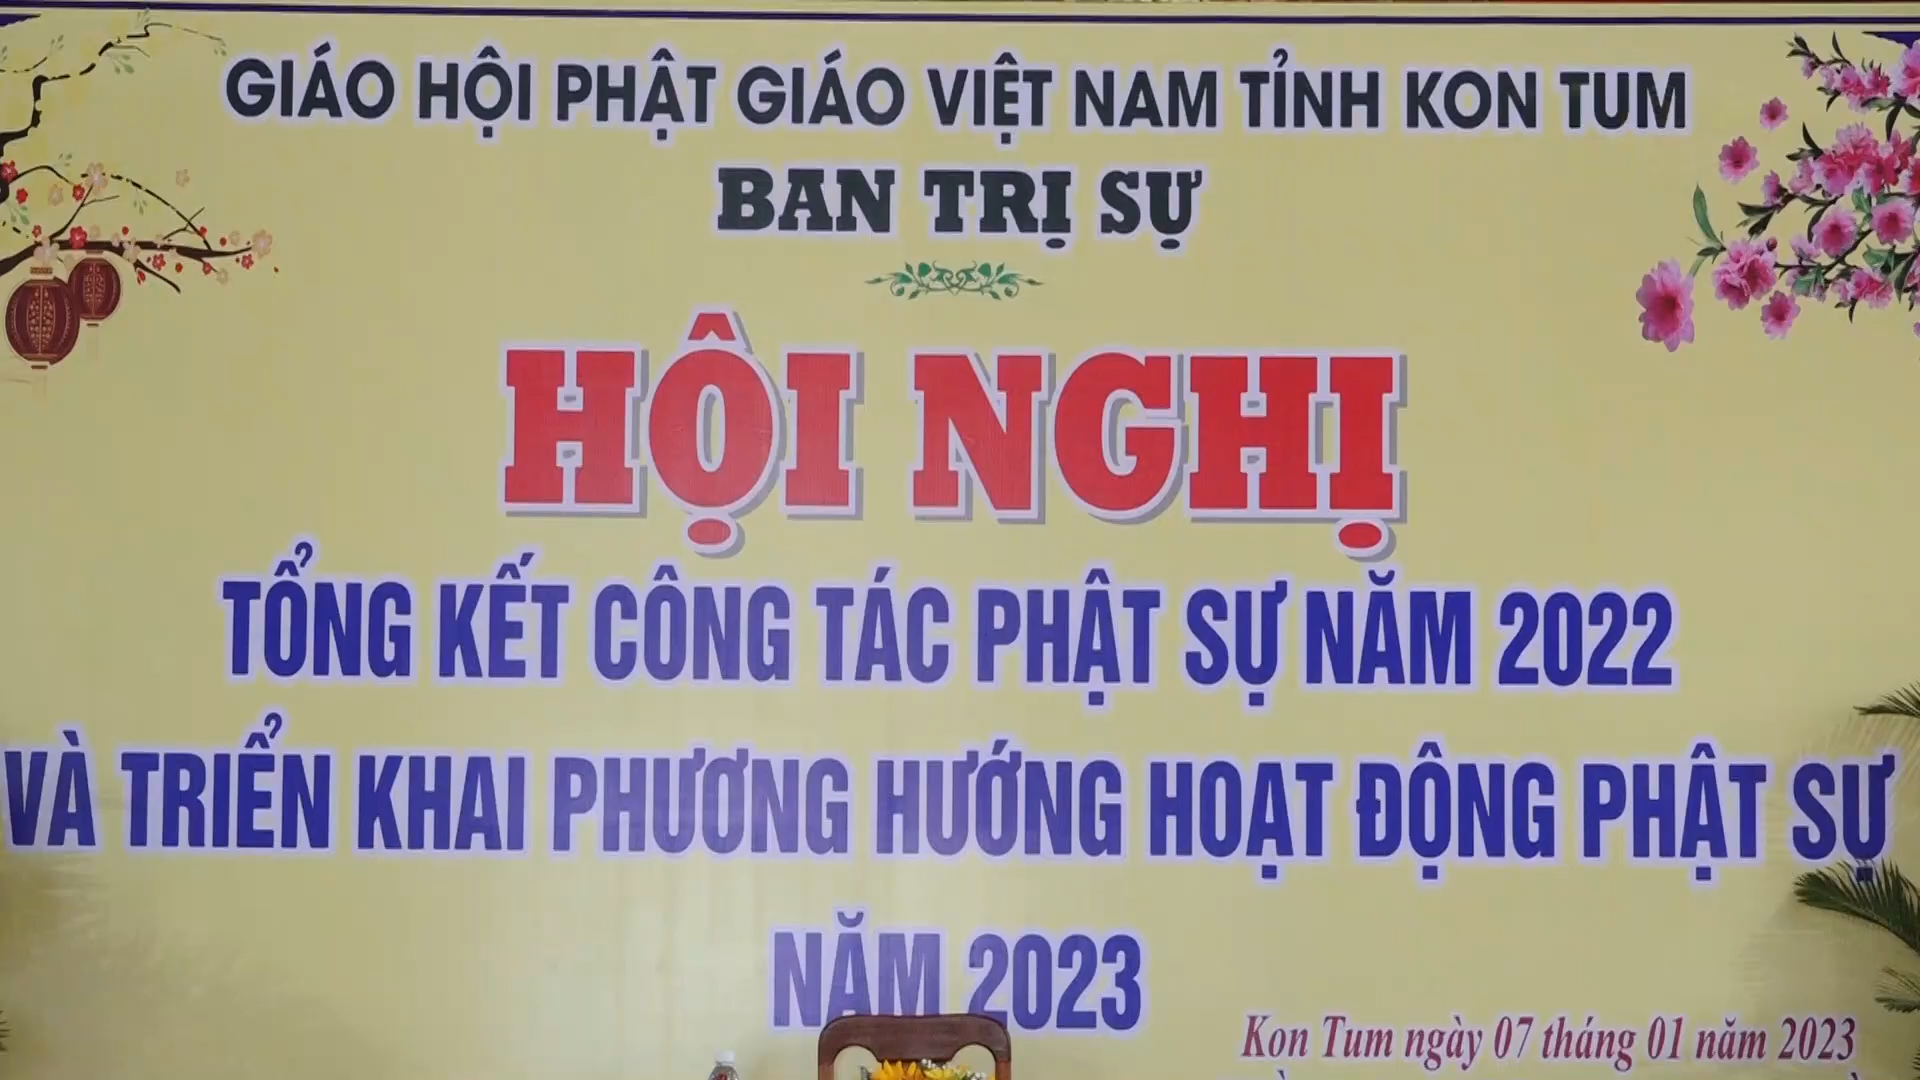 GIÁO HỘI PHẬT GIÁO VIỆT NAM TỈNH KON TUM
BAN TRỊ SỰ
HỘI NGHỊ
TỔNG KẾT CÔNG TÁC PHẬT SỰ NĂM 2022
VÀ TRIỂN KHAI PHƯƠNG HƯỚNG HOẠT ĐỘNG PHẬT SỰ
NĂM 2023
Kon Tum ngày 07 tháng 01 năm 2023